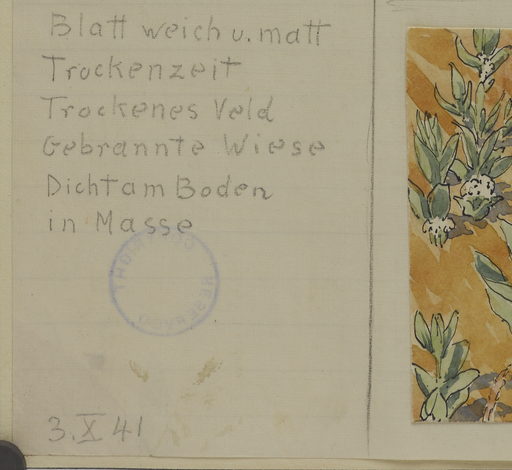 Blatt weich u. matt
Trockenzeit
Trockenes Veld
Gebrannte Wiese
Dicht am Boden
in Masse
3. X 41